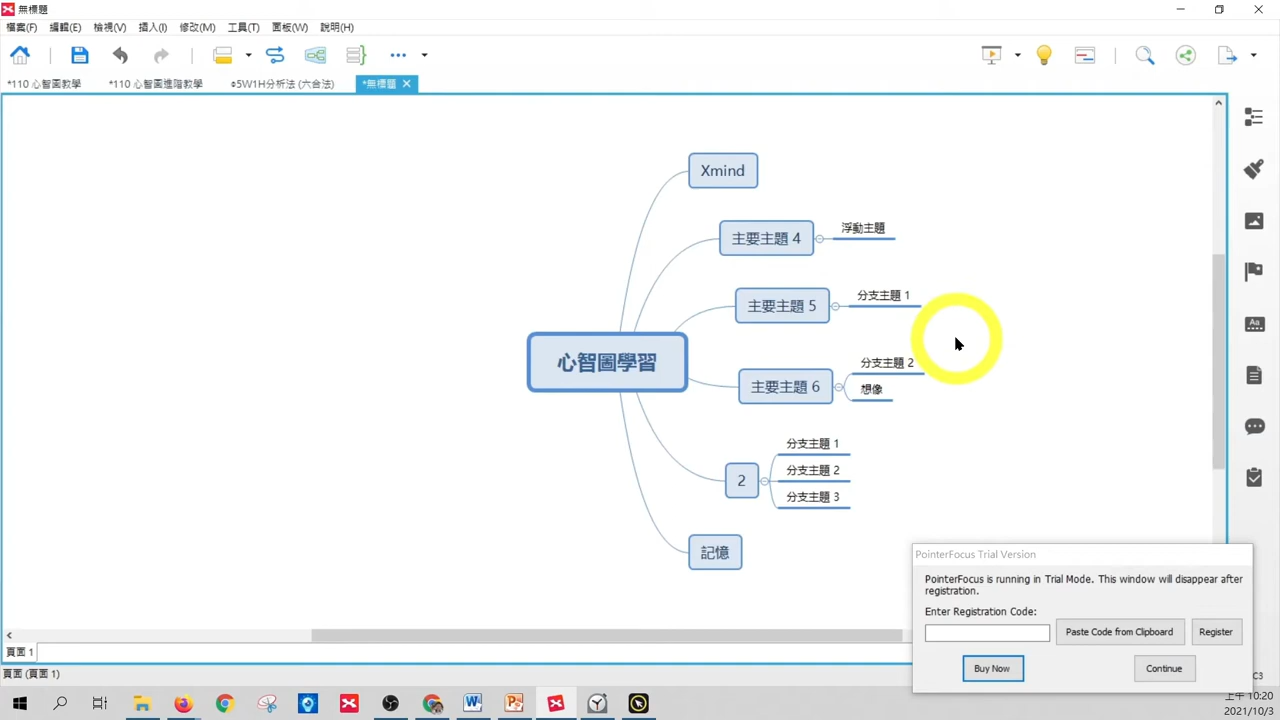 無標題
檔案(F) 編輯(E) 檢視(V) 插入(I) 修改(M) 工具(T) 面板(W) 說明(H)
*110 心智圖教學 *110 心智圖進階教學 5W1H分析法 (六合法) *無標題
Xmind
主要主題 4
浮動主題
主要主題 5
分支主題 1
心智圖學習
主要主題 6
分支主題 2
想像
2
分支主題 1
分支主題 2
分支主題 3
記憶
Aa
PointerFocus Trial Version
PointerFocus is running in Trial Mode. This window will disappear after
registration.
Enter Registration Code:
Paste Code from Clipboard Register
Buy Now Continue
頁面 1
頁面 (頁面 1)
C3
上午 10:20
2021/10/3